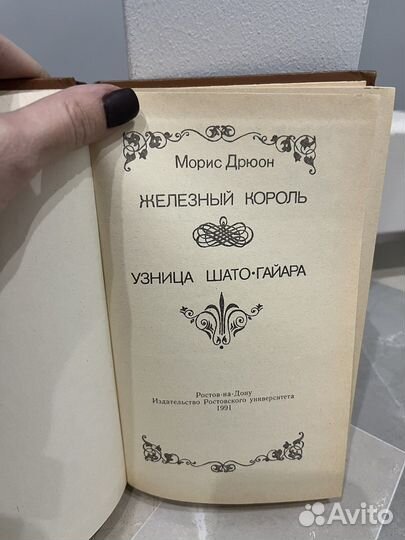 Морис Дрюон
ЖЕЛЕЗНЫЙ КОРОЛЬ
УЗНИЦА ШАТО·ГАЙАРА
Ростов-на-Дону
Издательство Ростовского университета
1991
Avito